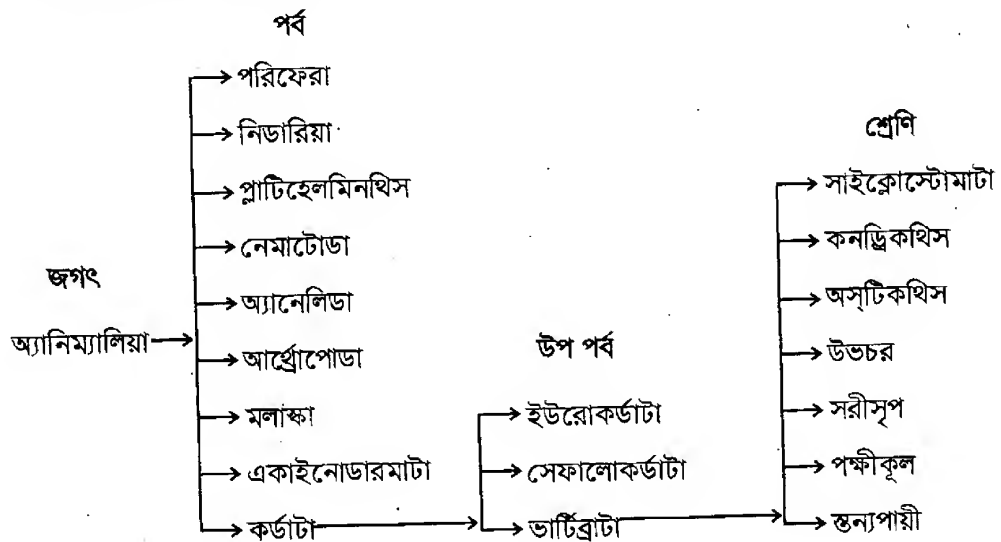 পর্ব
পরিফেরা
নিডারিয়া
প্লাটিহেলমিনথিস
নেমাটোডা
অ্যানেলিডা
আর্থ্রোপোডা
মলাস্কা
একাইনোডারমাটা
কর্ডাটা
জগৎ
অ্যানিম্যালিয়া
উপ পর্ব
ইউরোকর্ডাটা
সেফালোকর্ডাটা
ভার্টিব্রাটা
শ্রেণি
সাইক্লোস্টোমাটা
কনড্রিকথিস
অস্‌টিকথিস
উভচর
সরীসৃপ
পক্ষীকূল
স্তন্যপায়ী